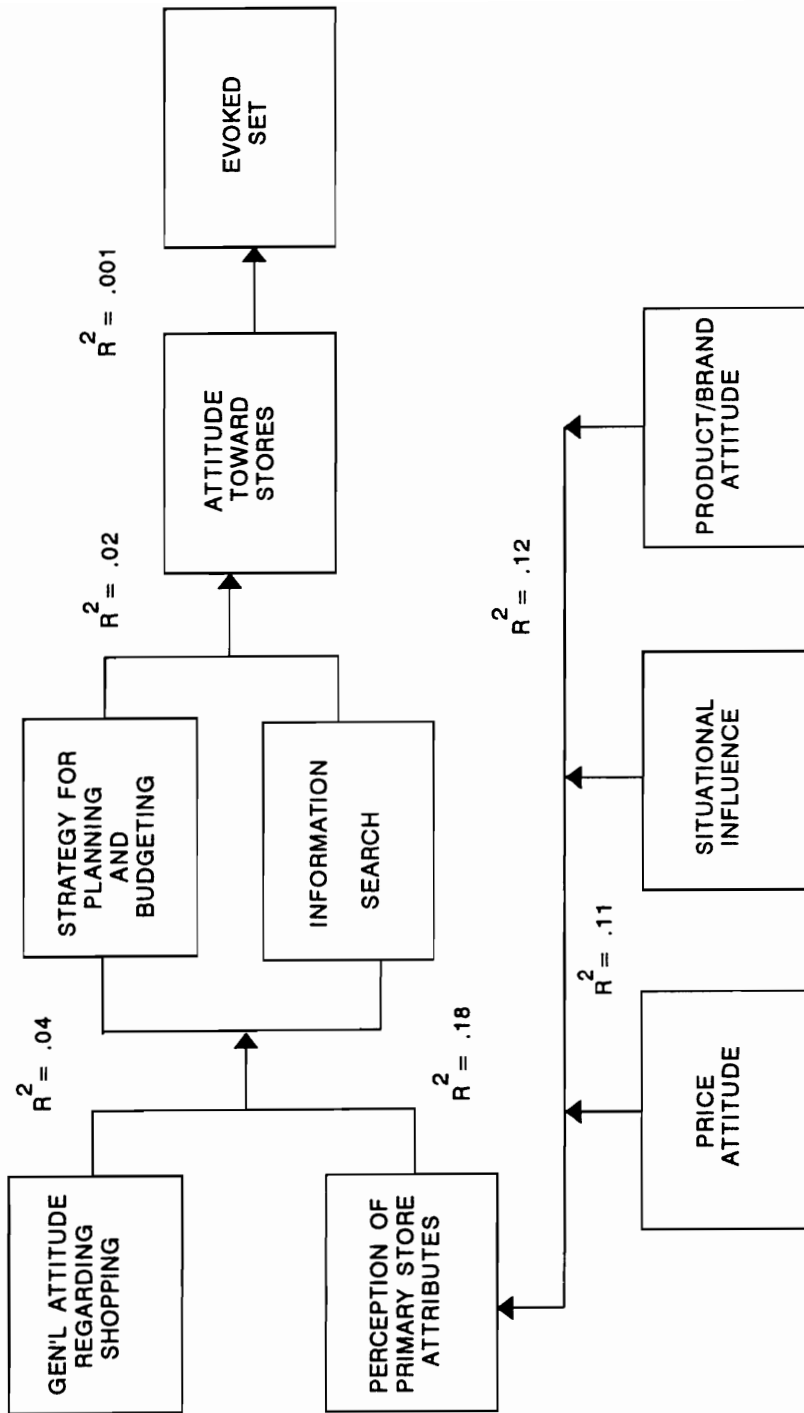 GEN'L ATTITUDE
REGARDING
SHOPPING
R² = .04
STRATEGY FOR
PLANNING
AND
BUDGETING
R² = .02
ATTITUDE
TOWARD
STORES
R² = .001
EVOKED
SET
PERCEPTION OF
PRIMARY STORE
ATTRIBUTES
R² = .18
INFORMATION
SEARCH
R² = .11
R² = .12
PRICE
ATTITUDE
SITUATIONAL
INFLUENCE
PRODUCT/BRAND
ATTITUDE